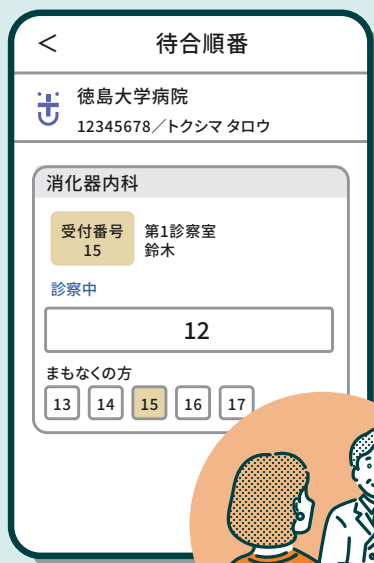 ＜ 待合順番
徳島大学病院
12345678／トクシマ タロウ
消化器内科
受付番号 第1診察室
15 鈴木
診察中
12
まもなくの方
13 14 15 16 17